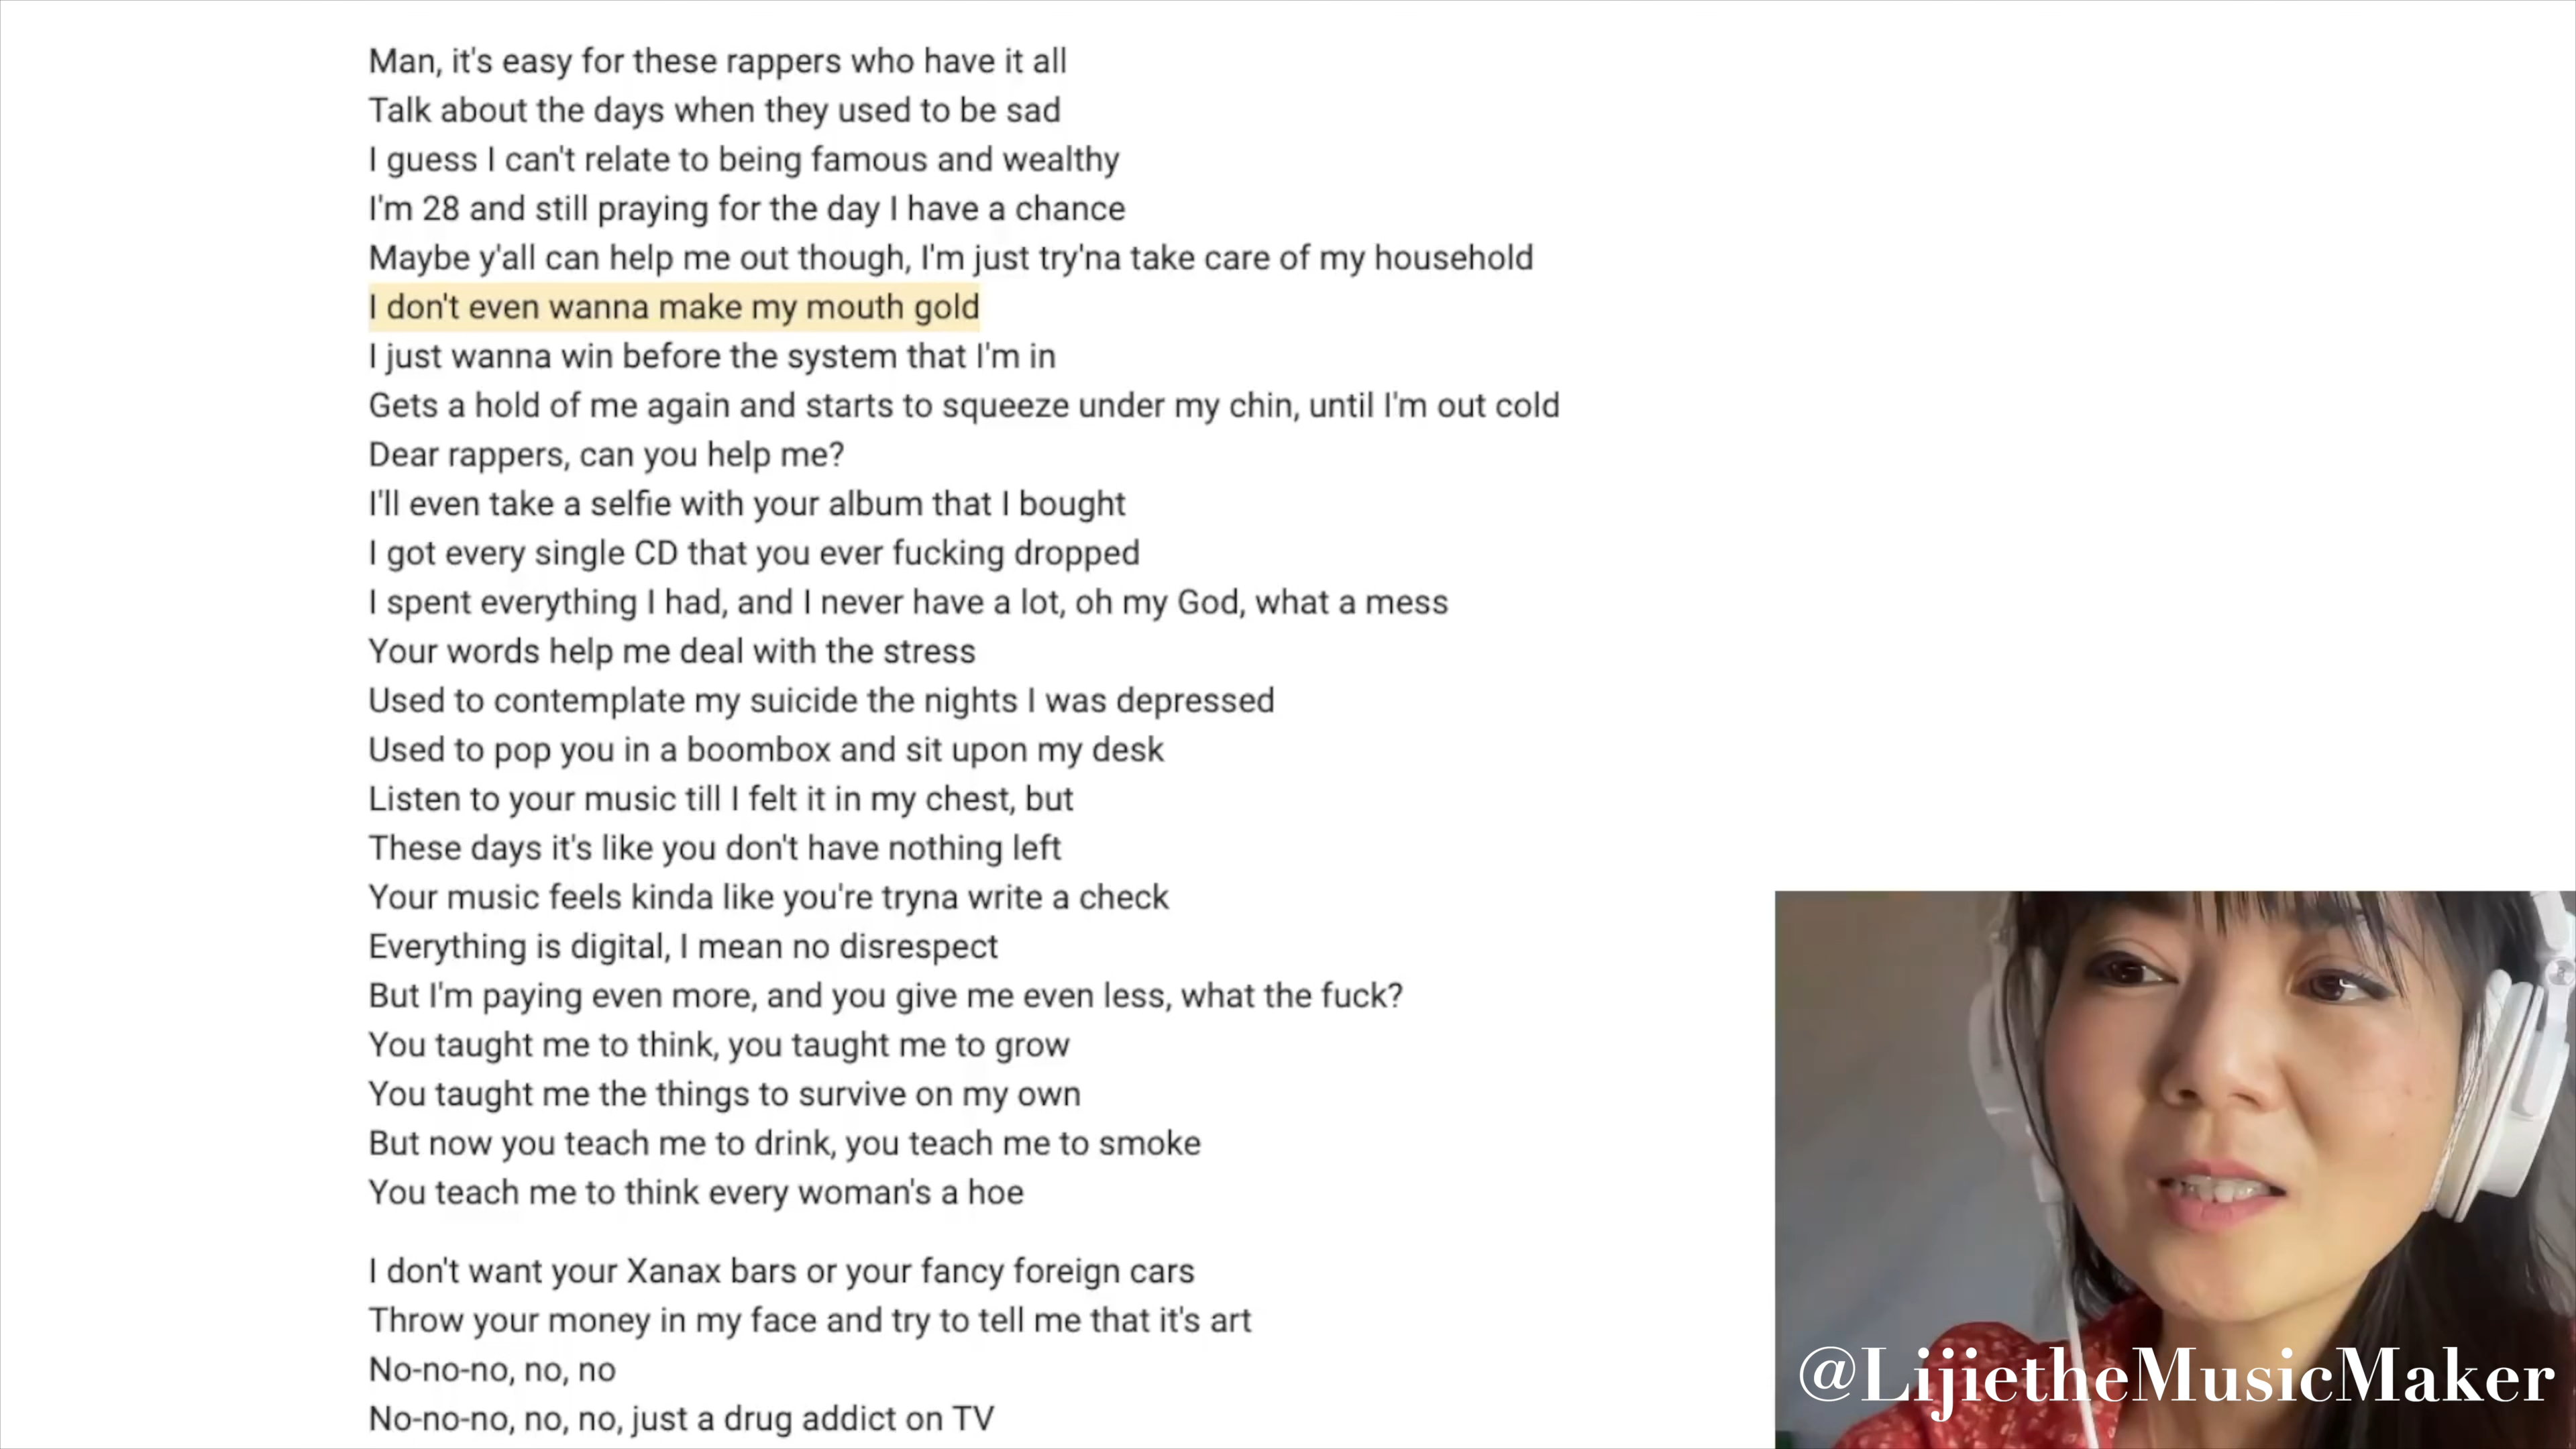 Man, it's easy for these rappers who have it all
Talk about the days when they used to be sad
I guess I can't relate to being famous and wealthy
I'm 28 and still praying for the day I have a chance
Maybe y'all can help me out though, I'm just try'na take care of my household
I don't even wanna make my mouth gold
I just wanna win before the system that I'm in
Gets a hold of me again and starts to squeeze under my chin, until I'm out cold
Dear rappers, can you help me?
I'll even take a selfie with your album that I bought
I got every single CD that you ever fucking dropped
I spent everything I had, and I never have a lot, oh my God, what a mess
Your words help me deal with the stress
Used to contemplate my suicide the nights I was depressed
Used to pop you in a boombox and sit upon my desk
Listen to your music till I felt it in my chest, but
These days it's like you don't have nothing left
Your music feels kinda like you're tryna write a check
Everything is digital, I mean no disrespect
But I'm paying even more, and you give me even less, what the fuck?
You taught me to think, you taught me to grow
You taught me the things to survive on my own
But now you teach me to drink, you teach me to smoke
You teach me to think every woman's a hoe
I don't want your Xanax bars or your fancy foreign cars
Throw your money in my face and try to tell me that it's art
No-no-no, no, no
No-no-no, no, no, just a drug addict on TV
@LijietheMusicMaker